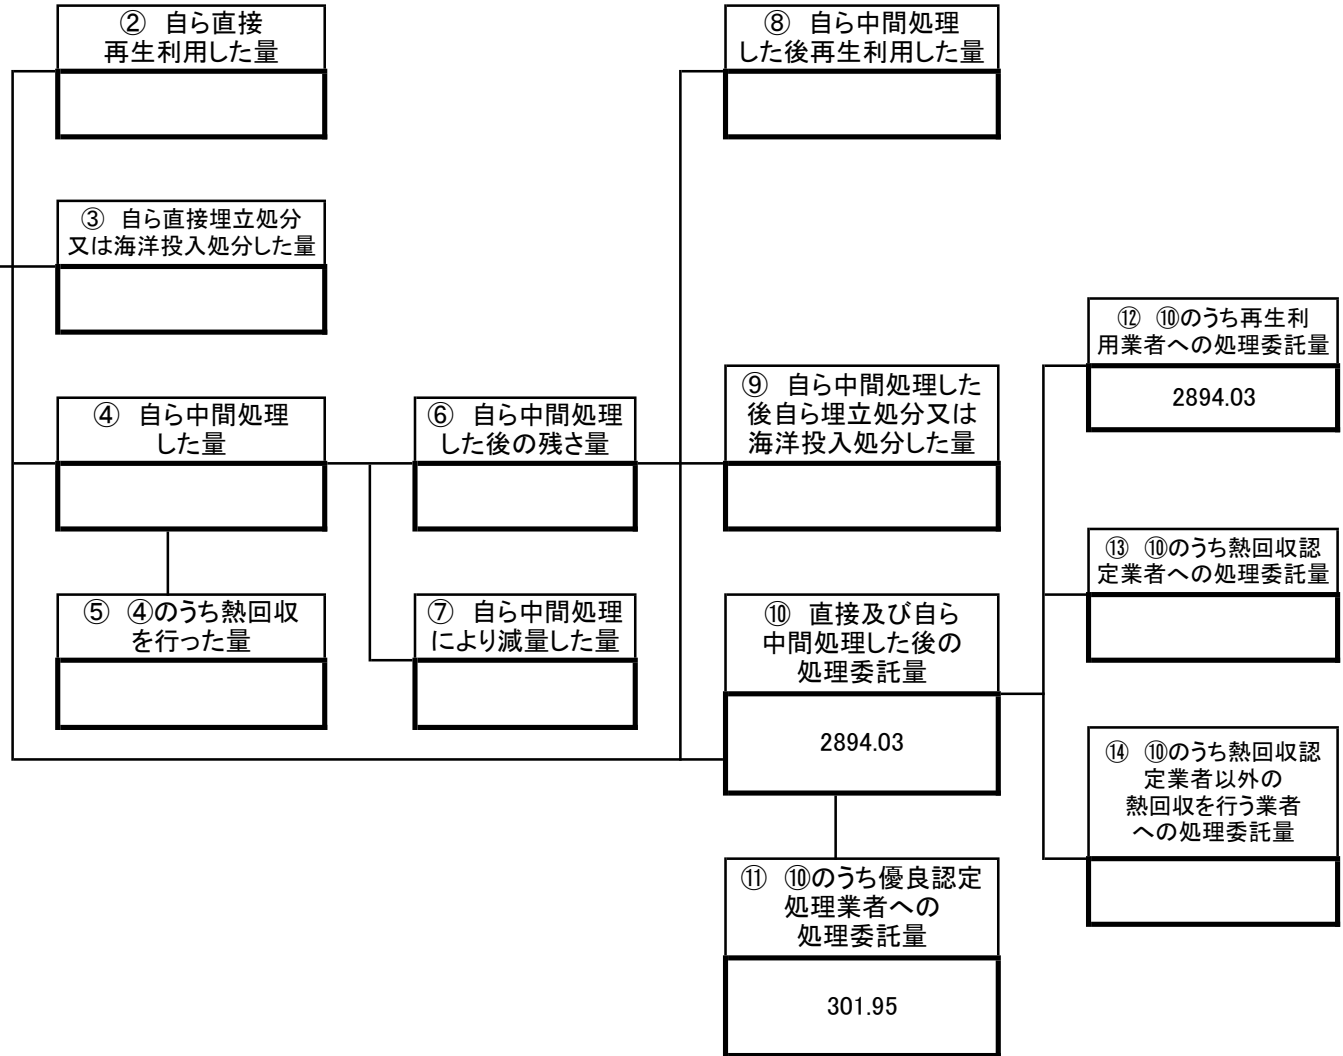 ② 自ら直接
再生利用した量
⑧ 自ら中間処理
した後再生利用した量
③ 自ら直接埋立処分
又は海洋投入処分した量
⑫ ⑩のうち再生利
用業者への処理委託量
2894.03
④ 自ら中間処理
した量
⑥ 自ら中間処理
した後の残さ量
⑨ 自ら中間処理した
後自ら埋立処分又は
海洋投入処分した量
⑬ ⑩のうち熱回収認
定業者への処理委託量
⑤ ④のうち熱回収
を行った量
⑦ 自ら中間処理
により減量した量
⑩ 直接及び自ら
中間処理した後の
処理委託量
2894.03
⑭ ⑩のうち熱回収認
定業者以外の
熱回収を行う業者
への処理委託量
⑪ ⑩のうち優良認定
処理業者への
処理委託量
301.95